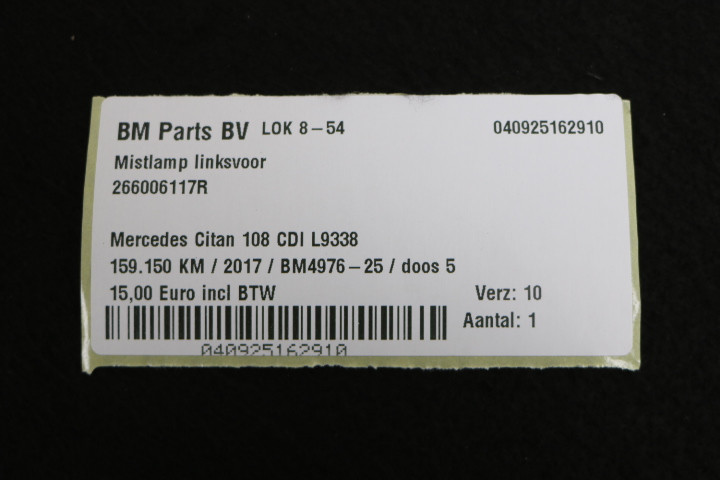 BM Parts BV LOK 8-54 040925162910
Mistlamp linksvoor
266006117R
Mercedes Citan 108 CDI L9338
159.150 KM / 2017 / BM4976-25 / doos 5
15,00 Euro incl BTW Verz: 10
Aantal: 1
040925162910